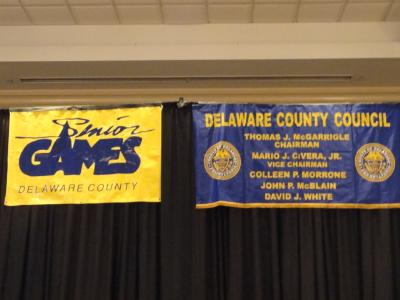 Senior
GAMES
DELAWARE COUNTY
DELAWARE COUNTY COUNCIL
THOMAS J. McGARRIGLE
CHAIRMAN
MARIO J. CIVERA, JR.
VICE CHAIRMAN
COLLEEN P. MORRONE
JOHN P. McBLAIN
DAVID J. WHITE